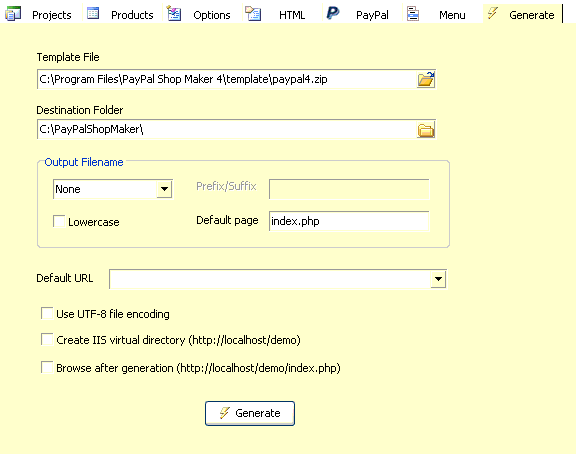 Projects Products Options HTML PayPal Menu Generate
Template File
C:\Program Files\PayPal Shop Maker 4\template\paypal4.zip
Destination Folder
C:\PayPalShopMaker\
Output Filename
None Prefix/Suffix
Lowercase Default page index.php
Default URL
Use UTF-8 file encoding
Create IIS virtual directory (http://localhost/demo)
Browse after generation (http://localhost/demo/index.php)
Generate